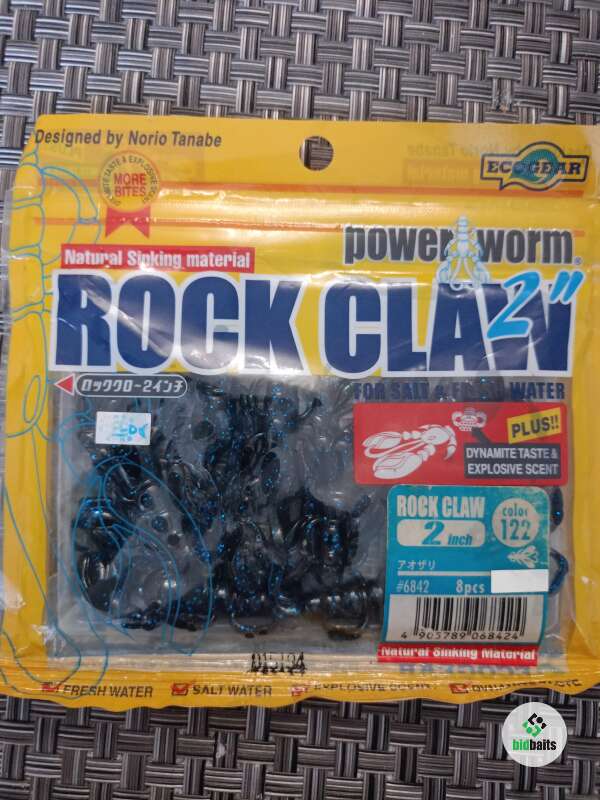 Designed by Norio Tanabe
ECOGEAR
MORE
BITES
power worm®
Natural Sinking material
ROCK CLAW
2"
ロッククロー2インチ
FOR SALT & FRESH WATER
PLUS!!
DYNAMITE TASTE &
EXPLOSIVE SCENT
ROCK CLAW
2 inch
color
122
アオザリ
#6842 8pcs
4 905789 068424
Natural Sinking Material
FRESH WATER
SALT WATER
EXPLOSIVE SCENT
bidbaits